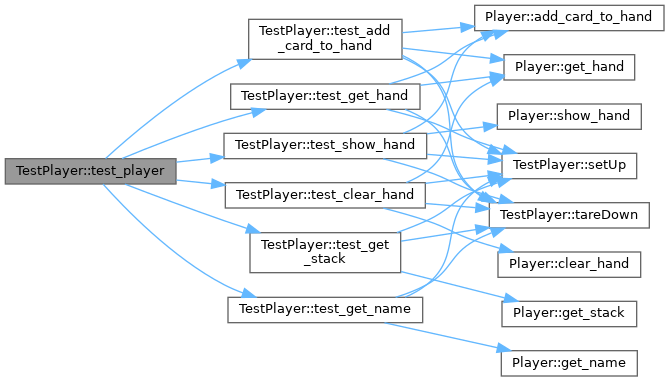 TestPlayer::test_player
TestPlayer::test_add
_card_to_hand
TestPlayer::test_get_hand
TestPlayer::test_show_hand
TestPlayer::test_clear_hand
TestPlayer::test_get
_stack
TestPlayer::test_get_name
Player::add_card_to_hand
Player::get_hand
Player::show_hand
TestPlayer::setUp
TestPlayer::tareDown
Player::clear_hand
Player::get_stack
Player::get_name